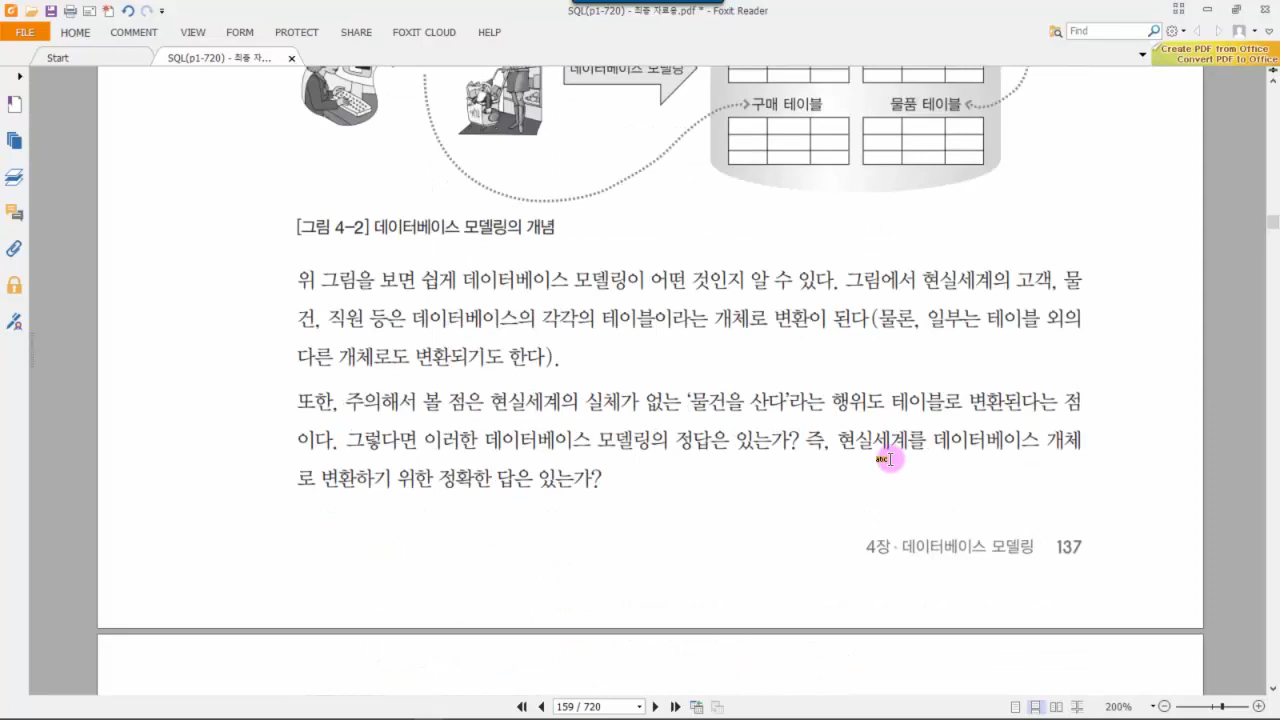 SQL(p1-720) - 최종 자료용.pdf * - Foxit Reader
FILE HOME COMMENT VIEW FORM PROTECT SHARE FOXIT CLOUD HELP Find
Start SQL(p1-720) - 최종 자... Create PDF from Office
Convert PDF to Office
데이터베이스 모델링
구매 테이블 물품 테이블
[그림 4-2] 데이터베이스 모델링의 개념
위 그림을 보면 쉽게 데이터베이스 모델링이 어떤 것인지 알 수 있다. 그림에서 현실세계의 고객, 물
건, 직원 등은 데이터베이스의 각각의 테이블이라는 개체로 변환이 된다(물론, 일부는 테이블 외의
다른 개체로도 변환되기도 한다).
또한, 주의해서 볼 점은 현실세계의 실체가 없는 '물건을 산다'라는 행위도 테이블로 변환된다는 점
이다. 그렇다면 이러한 데이터베이스 모델링의 정답은 있는가? 즉, 현실세계를 데이터베이스 개체
abc
로 변환하기 위한 정확한 답은 있는가?
4장 · 데이터베이스 모델링 137
159 / 720 200%